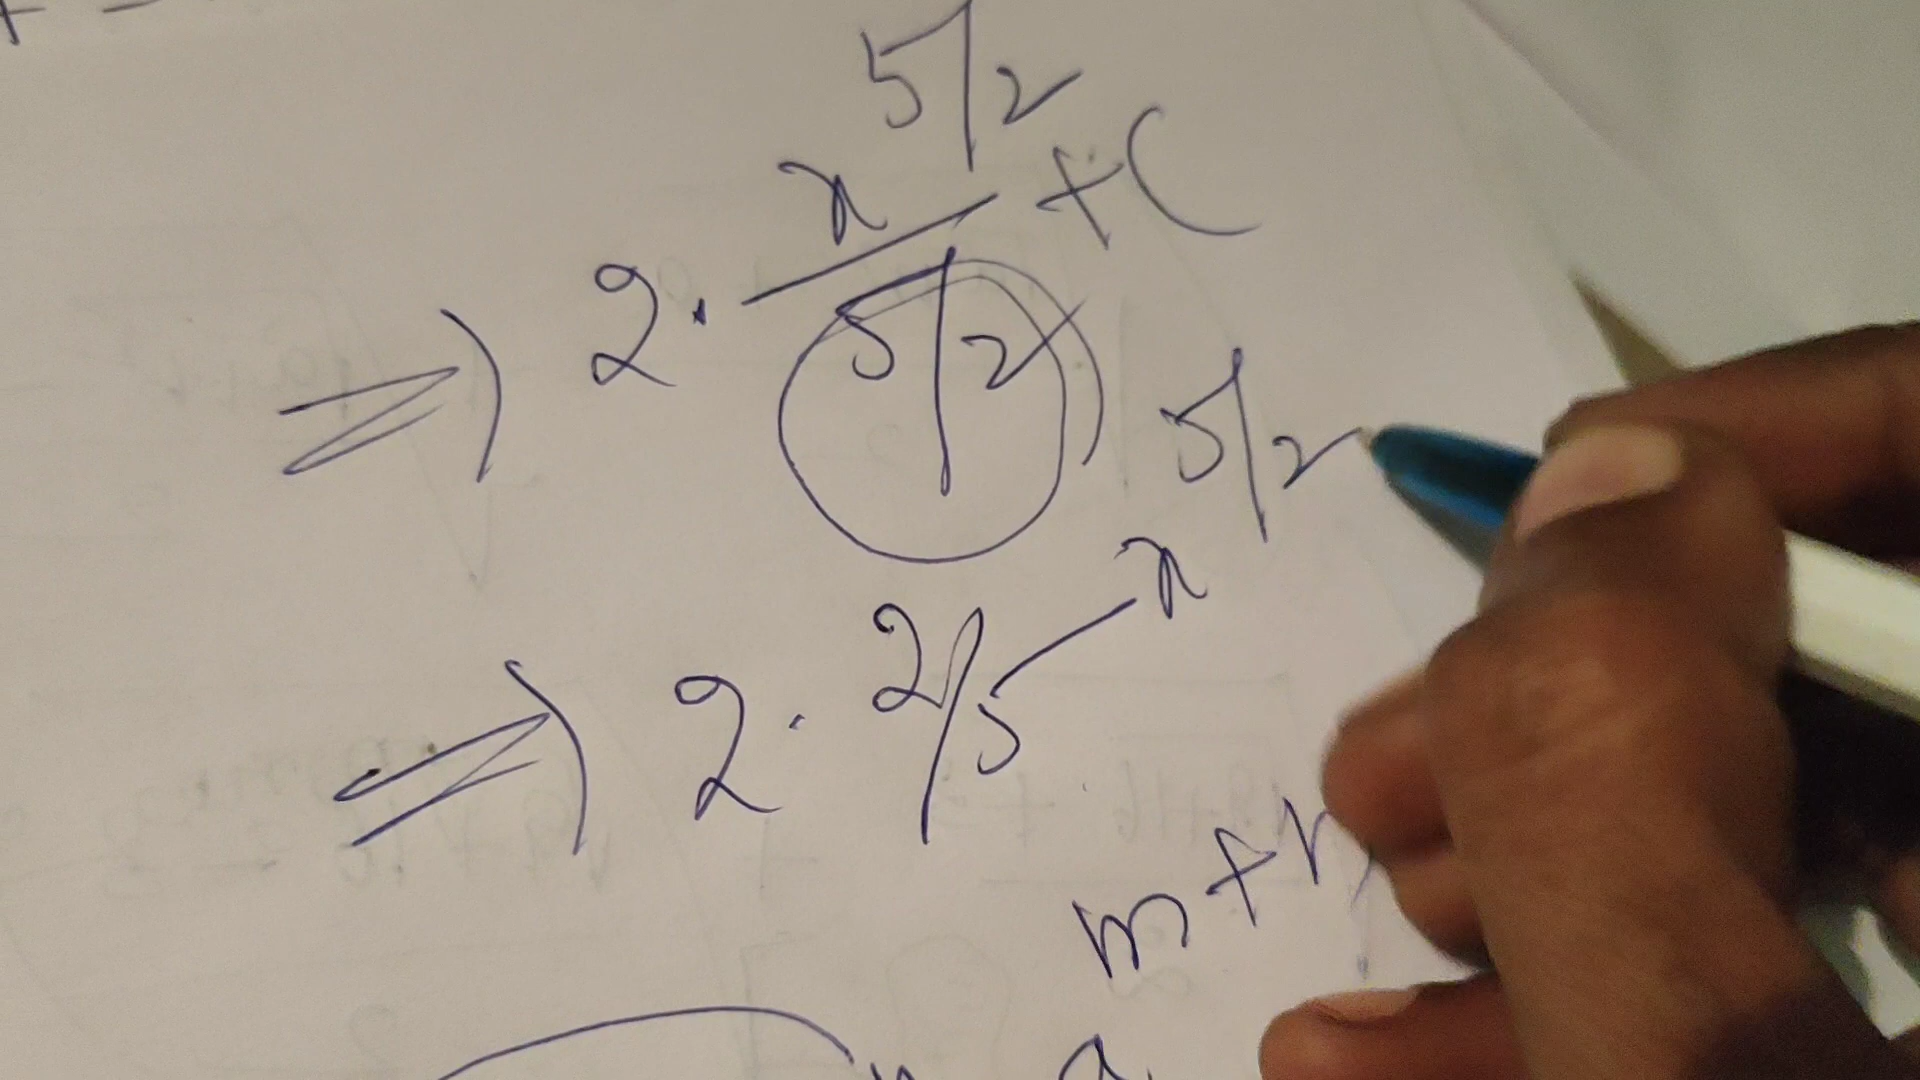 ⇒ 2 · x^5/2 / 5/2 + C
⇒ 2 · 2/5 x^5/2
m + n